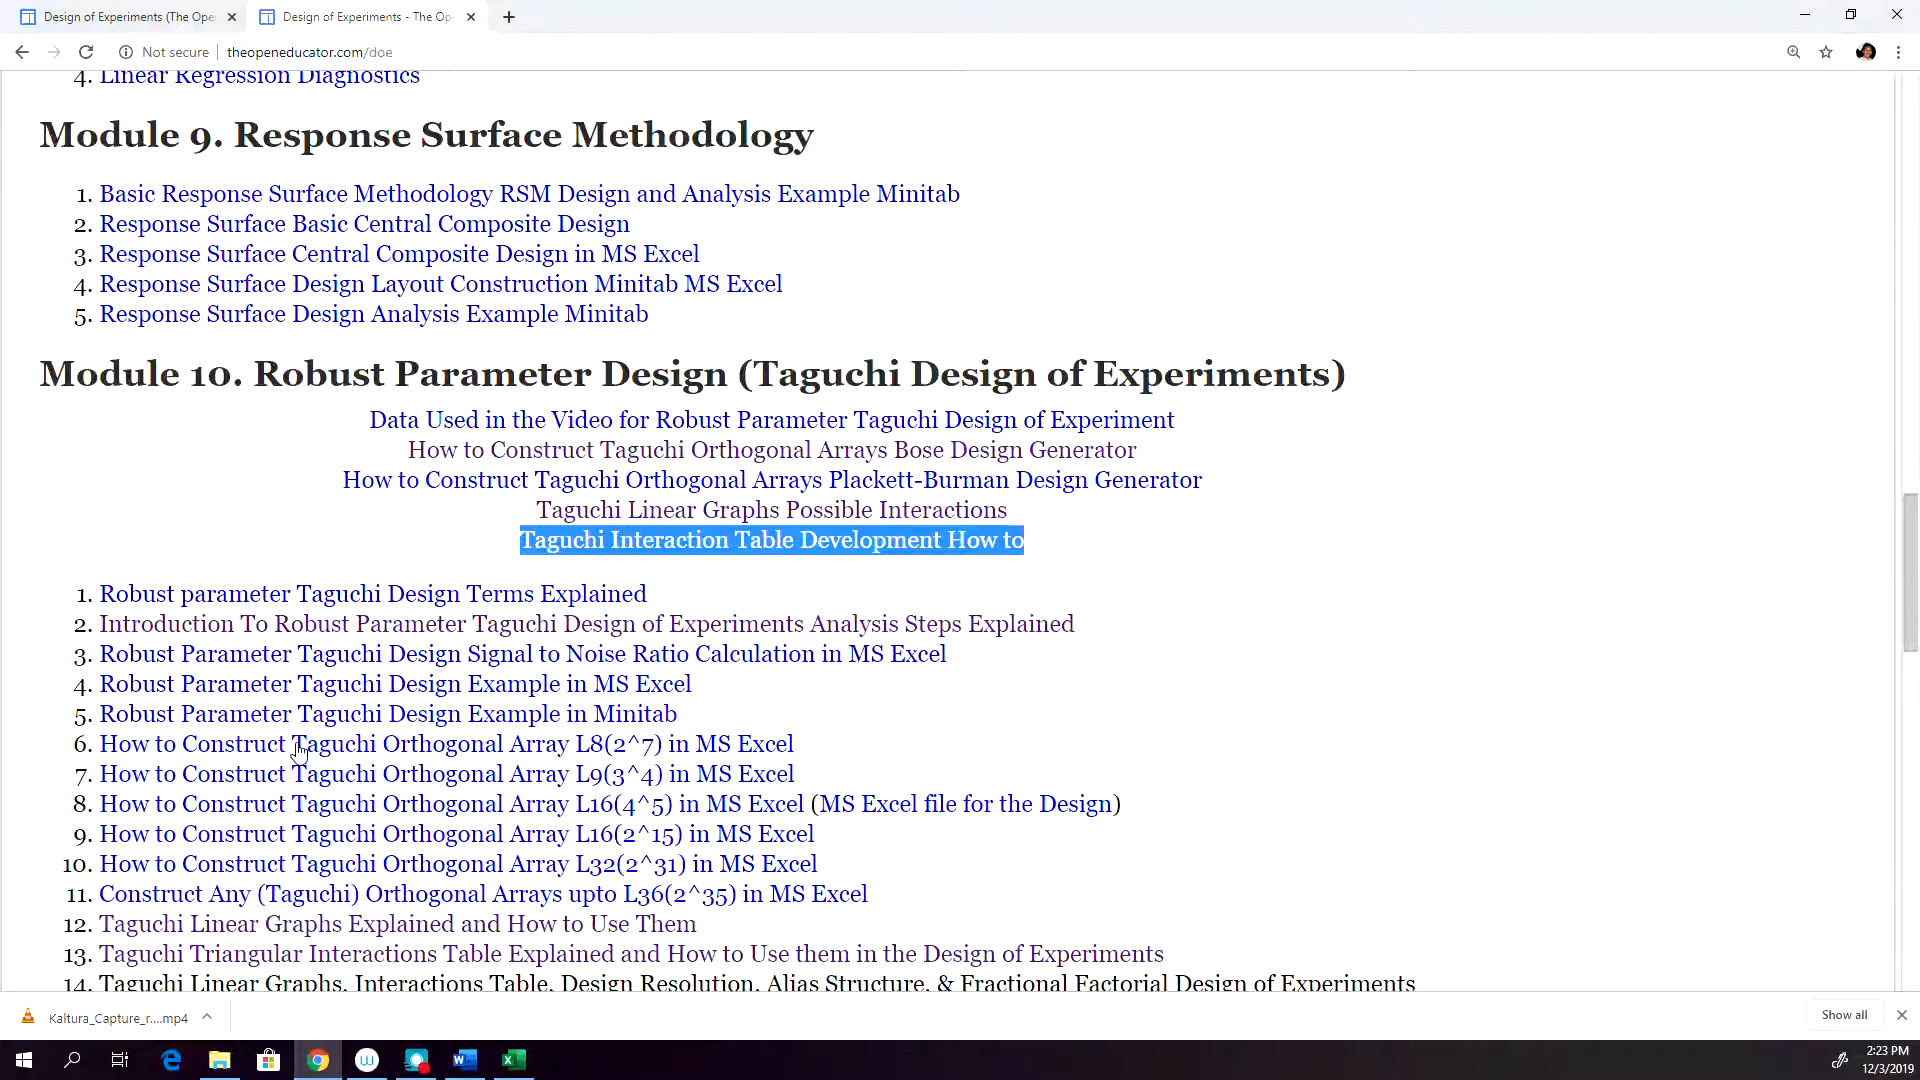 Design of Experiments (The Ope
Design of Experiments - The Op
Not secure
theopeneducator.com/doe
4. Linear Regression Diagnostics
Module 9. Response Surface Methodology
1. Basic Response Surface Methodology RSM Design and Analysis Example Minitab
2. Response Surface Basic Central Composite Design
3. Response Surface Central Composite Design in MS Excel
4. Response Surface Design Layout Construction Minitab MS Excel
5. Response Surface Design Analysis Example Minitab
Module 10. Robust Parameter Design (Taguchi Design of Experiments)
Data Used in the Video for Robust Parameter Taguchi Design of Experiment
How to Construct Taguchi Orthogonal Arrays Bose Design Generator
How to Construct Taguchi Orthogonal Arrays Plackett-Burman Design Generator
Taguchi Linear Graphs Possible Interactions
Taguchi Interaction Table Development How to
1. Robust parameter Taguchi Design Terms Explained
2. Introduction To Robust Parameter Taguchi Design of Experiments Analysis Steps Explained
3. Robust Parameter Taguchi Design Signal to Noise Ratio Calculation in MS Excel
4. Robust Parameter Taguchi Design Example in MS Excel
5. Robust Parameter Taguchi Design Example in Minitab
6. How to Construct Taguchi Orthogonal Array L8(2^7) in MS Excel
7. How to Construct Taguchi Orthogonal Array L9(3^4) in MS Excel
8. How to Construct Taguchi Orthogonal Array L16(4^5) in MS Excel (MS Excel file for the Design)
9. How to Construct Taguchi Orthogonal Array L16(2^15) in MS Excel
10. How to Construct Taguchi Orthogonal Array L32(2^31) in MS Excel
11. Construct Any (Taguchi) Orthogonal Arrays upto L36(2^35) in MS Excel
12. Taguchi Linear Graphs Explained and How to Use Them
13. Taguchi Triangular Interactions Table Explained and How to Use them in the Design of Experiments
14. Taguchi Linear Graphs, Interactions Table, Design Resolution, Alias Structure, & Fractional Factorial Design of Experiments
Kaltura_Capture_r....mp4
Show all
2:23 PM
12/3/2019